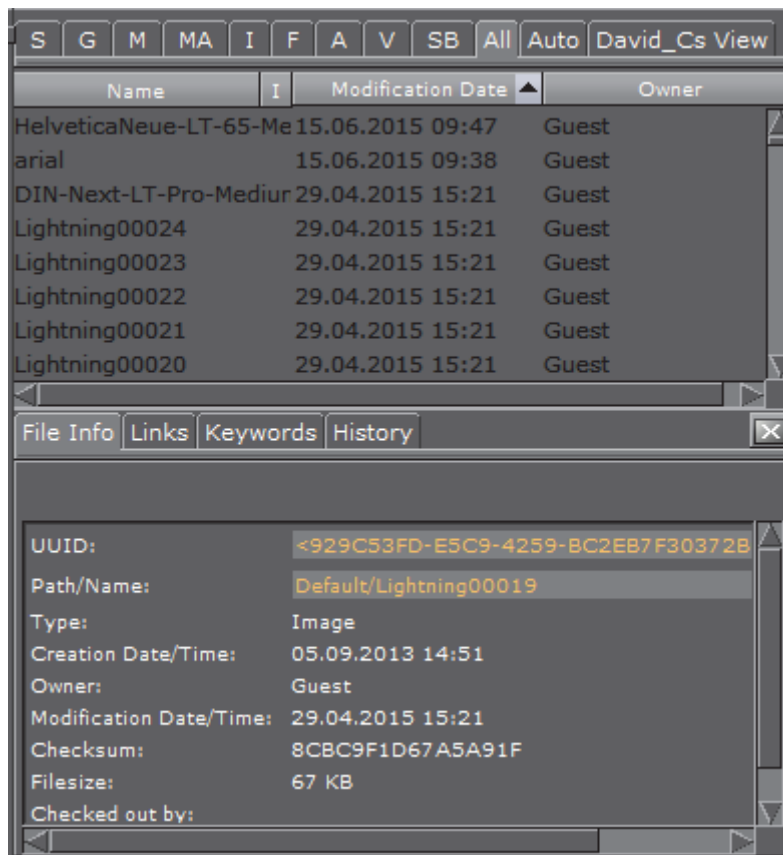 S G M MA I F A V SB All Auto David_Cs View
Name I Modification Date Owner
HelveticaNeue-LT-65-Me 15.06.2015 09:47 Guest
arial 15.06.2015 09:38 Guest
DIN-Next-LT-Pro-Medium 29.04.2015 15:21 Guest
Lightning00024 29.04.2015 15:21 Guest
Lightning00023 29.04.2015 15:21 Guest
Lightning00022 29.04.2015 15:21 Guest
Lightning00021 29.04.2015 15:21 Guest
Lightning00020 29.04.2015 15:21 Guest
File Info Links Keywords History
UUID: <929C53FD-E5C9-4259-BC2EB7F30372B
Path/Name: Default/Lightning00019
Type: Image
Creation Date/Time: 05.09.2013 14:51
Owner: Guest
Modification Date/Time: 29.04.2015 15:21
Checksum: 8CBC9F1D67A5A91F
Filesize: 67 KB
Checked out by: